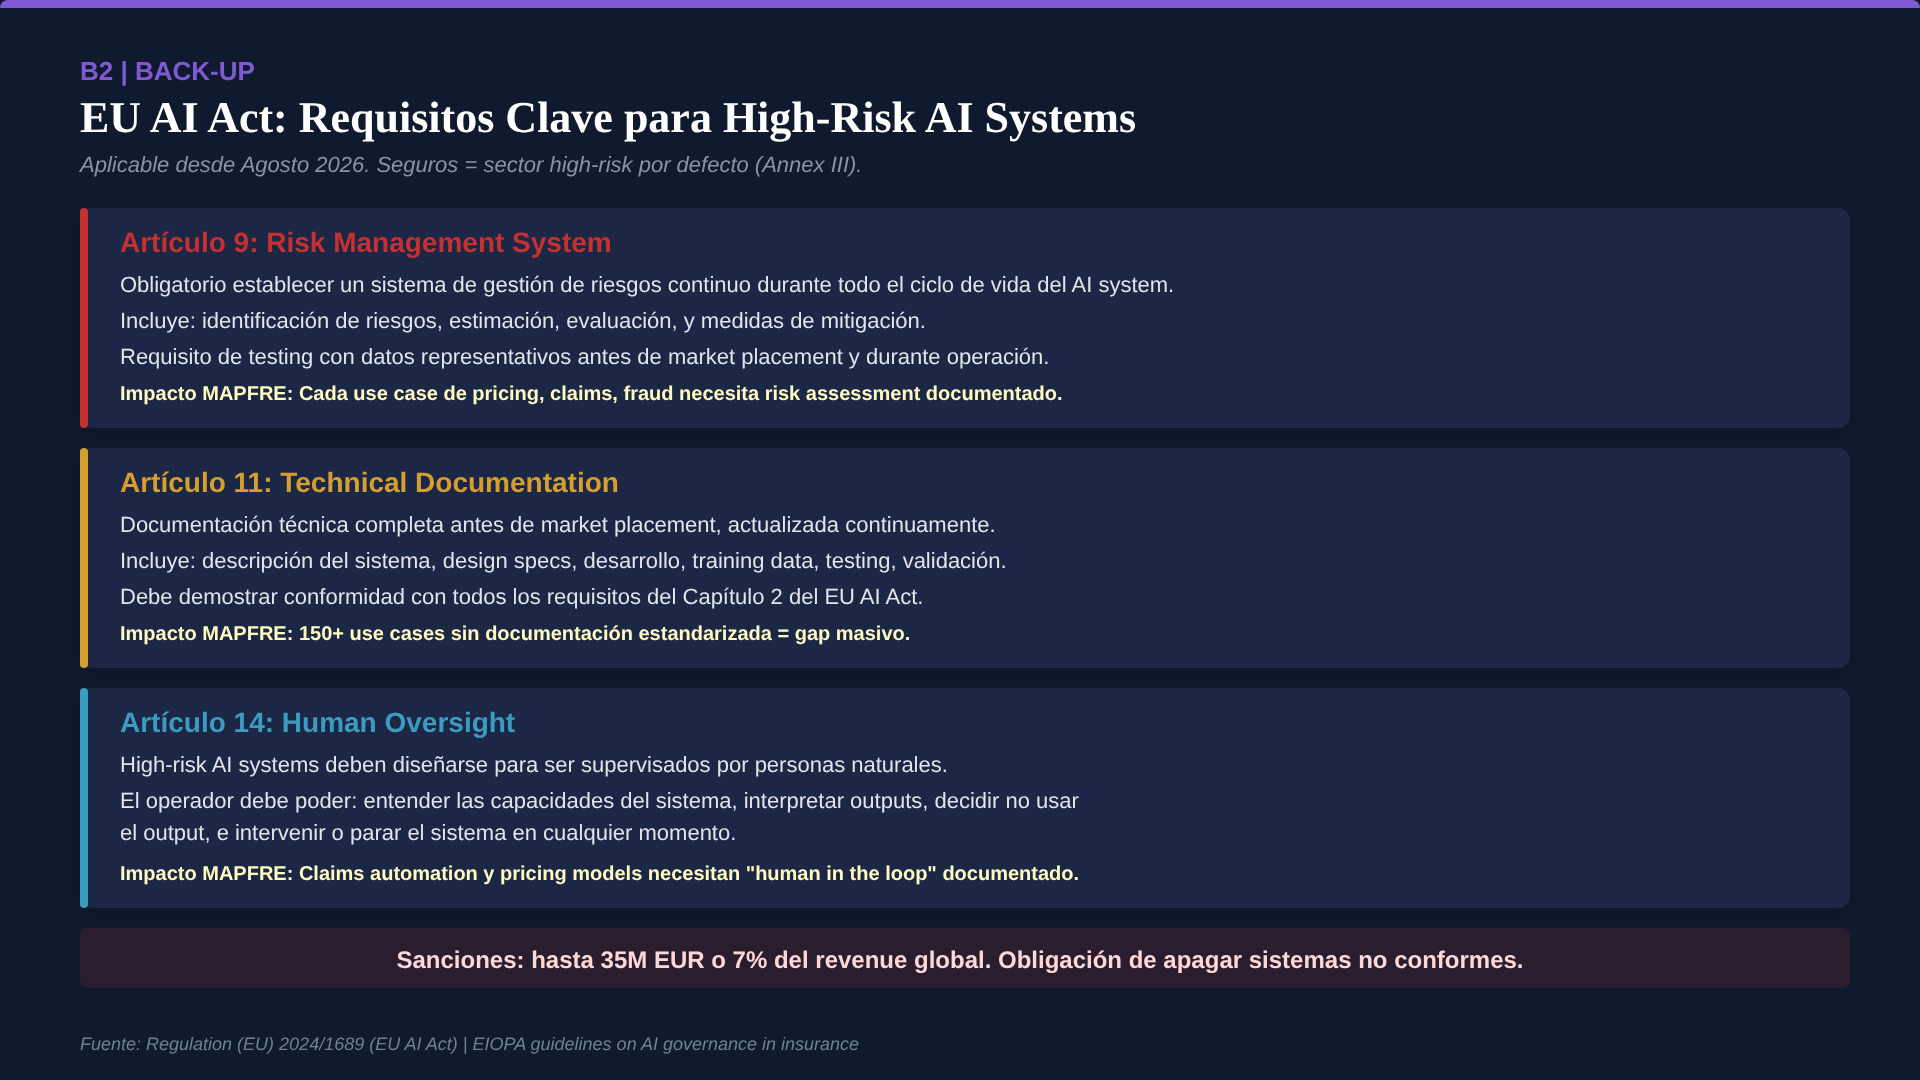 B2 | BACK-UP
EU AI Act: Requisitos Clave para High-Risk AI Systems
Aplicable desde Agosto 2026. Seguros = sector high-risk por defecto (Annex III).
Artículo 9: Risk Management System
Obligatorio establecer un sistema de gestión de riesgos continuo durante todo el ciclo de vida del AI system.
Incluye: identificación de riesgos, estimación, evaluación, y medidas de mitigación.
Requisito de testing con datos representativos antes de market placement y durante operación.
Impacto MAPFRE: Cada use case de pricing, claims, fraud necesita risk assessment documentado.
Artículo 11: Technical Documentation
Documentación técnica completa antes de market placement, actualizada continuamente.
Incluye: descripción del sistema, design specs, desarrollo, training data, testing, validación.
Debe demostrar conformidad con todos los requisitos del Capítulo 2 del EU AI Act.
Impacto MAPFRE: 150+ use cases sin documentación estandarizada = gap masivo.
Artículo 14: Human Oversight
High-risk AI systems deben diseñarse para ser supervisados por personas naturales.
El operador debe poder: entender las capacidades del sistema, interpretar outputs, decidir no usar
el output, e intervenir o parar el sistema en cualquier momento.
Impacto MAPFRE: Claims automation y pricing models necesitan "human in the loop" documentado.
Sanciones: hasta 35M EUR o 7% del revenue global. Obligación de apagar sistemas no conformes.
Fuente: Regulation (EU) 2024/1689 (EU AI Act) | EIOPA guidelines on AI governance in insurance